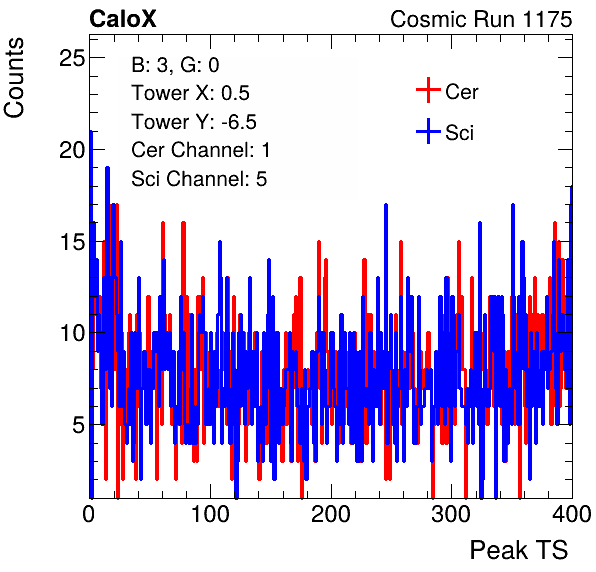 CaloX Cosmic Run 1175
Counts
25
20
15
10
5
B: 3, G: 0
Tower X: 0.5
Tower Y: -6.5
Cer Channel: 1
Sci Channel: 5
Cer
Sci
0 100 200 300 400
Peak TS